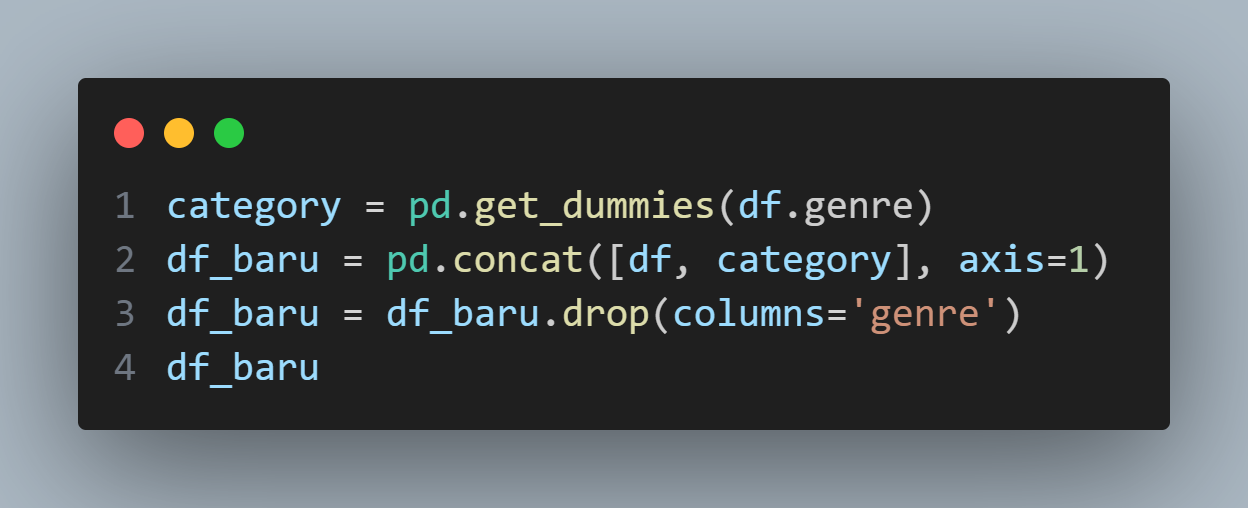 1 category = pd.get_dummies(df.genre)
2 df_baru = pd.concat([df, category], axis=1)
3 df_baru = df_baru.drop(columns='genre')
4 df_baru